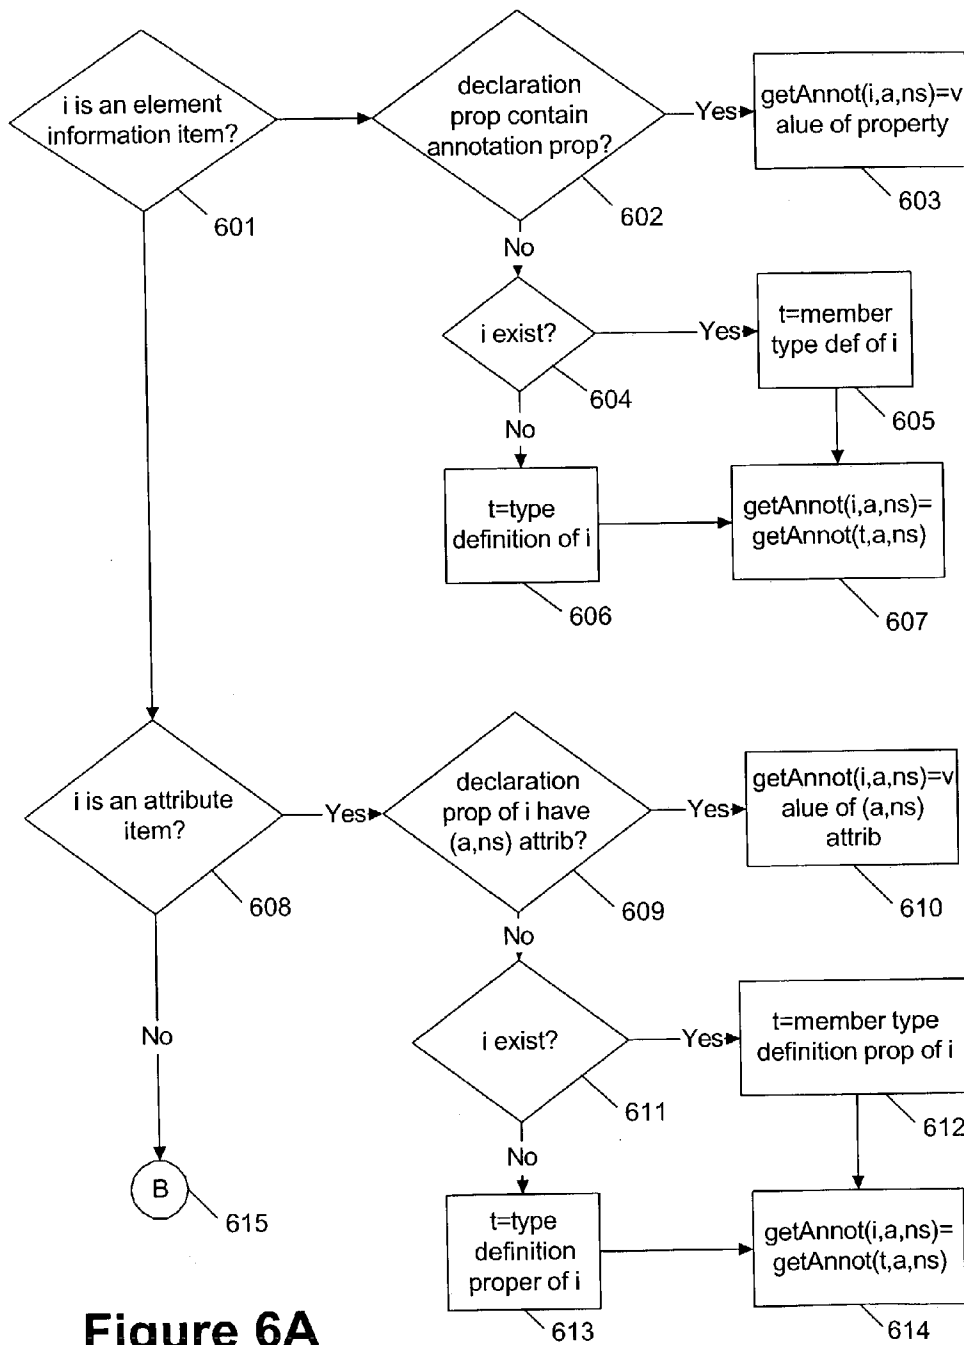 i is an element
information item?
601
declaration
prop contain
annotation prop?
602
Yes
getAnnot(i,a,ns)=v
alue of property
603
No
i exist?
604
Yes
t=member
type def of i
605
No
t=type
definition of i
606
getAnnot(i,a,ns)=
getAnnot(t,a,ns)
607
i is an attribute
item?
608
Yes
declaration
prop of i have
(a,ns) attrib?
609
Yes
getAnnot(i,a,ns)=v
alue of (a,ns)
attrib
610
No
i exist?
611
Yes
t=member type
definition prop of i
612
No
B
615
No
t=type
definition
proper of i
613
getAnnot(i,a,ns)=
getAnnot(t,a,ns)
614
Figure 6A